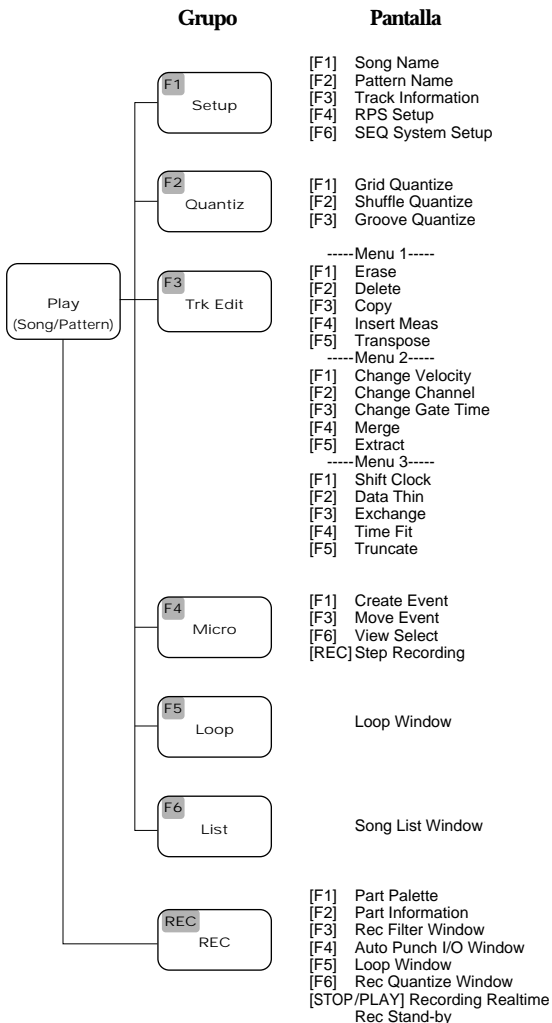 Grupo Pantalla
F1
Setup
[F1] Song Name
[F2] Pattern Name
[F3] Track Information
[F4] RPS Setup
[F6] SEQ System Setup
F2
Quantiz
[F1] Grid Quantize
[F2] Shuffle Quantize
[F3] Groove Quantize
Play
(Song/Pattern)
F3
Trk Edit
-----Menu 1-----
[F1] Erase
[F2] Delete
[F3] Copy
[F4] Insert Meas
[F5] Transpose
-----Menu 2-----
[F1] Change Velocity
[F2] Change Channel
[F3] Change Gate Time
[F4] Merge
[F5] Extract
-----Menu 3-----
[F1] Shift Clock
[F2] Data Thin
[F3] Exchange
[F4] Time Fit
[F5] Truncate
F4
Micro
[F1] Create Event
[F3] Move Event
[F6] View Select
[REC] Step Recording
F5
Loop
Loop Window
F6
List
Song List Window
REC
REC
[F1] Part Palette
[F2] Part Information
[F3] Rec Filter Window
[F4] Auto Punch I/O Window
[F5] Loop Window
[F6] Rec Quantize Window
[STOP/PLAY] Recording Realtime
Rec Stand-by